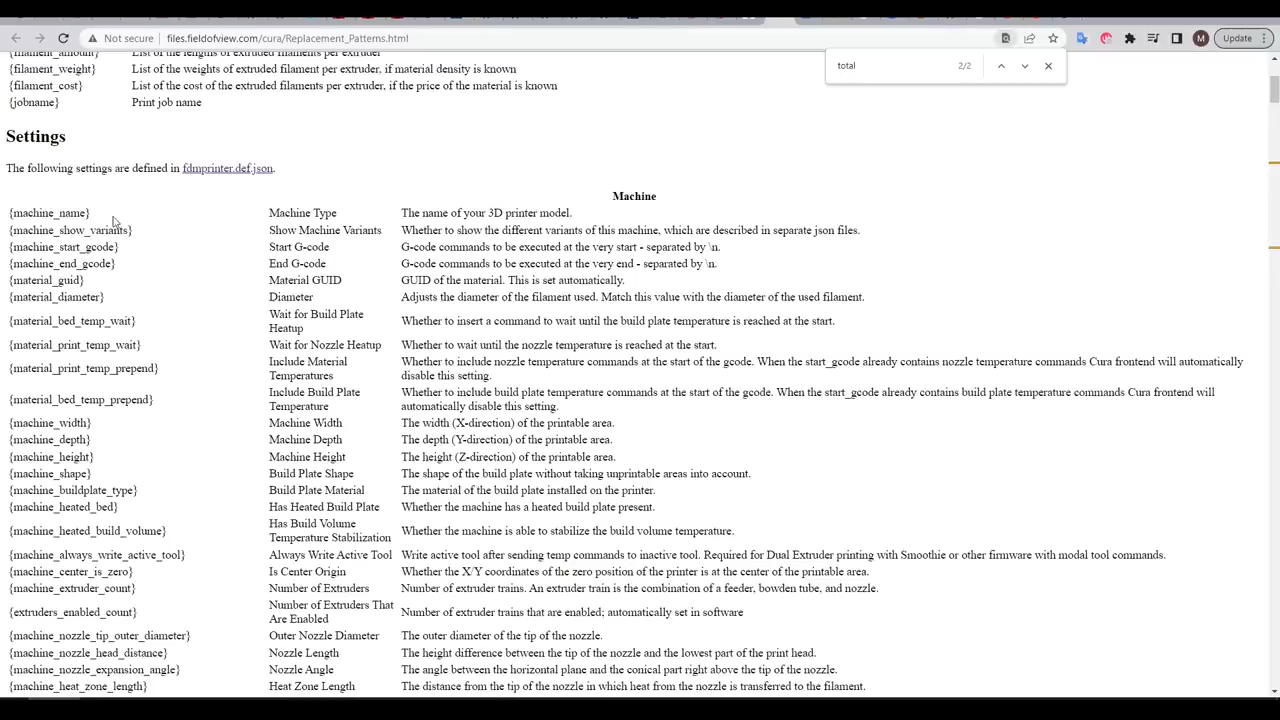 Not secure
files.fieldofview.com/cura/Replacement_Patterns.html
M
Update
total
2/2
{filament_amount} List of the lengths of extruded filaments per extruder
{filament_weight} List of the weights of extruded filament per extruder, if material density is known
{filament_cost} List of the cost of the extruded filaments per extruder, if the price of the material is known
{jobname} Print job name
Settings
The following settings are defined in fdmprinter.def.json.
Machine
{machine_name} Machine Type The name of your 3D printer model.
{machine_show_variants} Show Machine Variants Whether to show the different variants of this machine, which are described in separate json files.
{machine_start_gcode} Start G-code G-code commands to be executed at the very start - separated by \n.
{machine_end_gcode} End G-code G-code commands to be executed at the very end - separated by \n.
{material_guid} Material GUID GUID of the material. This is set automatically.
{material_diameter} Diameter Adjusts the diameter of the filament used. Match this value with the diameter of the used filament.
{material_bed_temp_wait} Wait for Build Plate
Heatup Whether to insert a command to wait until the build plate temperature is reached at the start.
{material_print_temp_wait} Wait for Nozzle Heatup Whether to wait until the nozzle temperature is reached at the start.
{material_print_temp_prepend} Include Material Whether to include nozzle temperature commands at the start of the gcode. When the start_gcode already contains nozzle temperature commands Cura frontend will automatically
Temperatures disable this setting.
{material_bed_temp_prepend} Include Build Plate Whether to include build plate temperature commands at the start of the gcode. When the start_gcode already contains build plate temperature commands Cura frontend will
Temperature automatically disable this setting.
{machine_width} Machine Width The width (X-direction) of the printable area.
{machine_depth} Machine Depth The depth (Y-direction) of the printable area.
{machine_height} Machine Height The height (Z-direction) of the printable area.
{machine_shape} Build Plate Shape The shape of the build plate without taking unprintable areas into account.
{machine_buildplate_type} Build Plate Material The material of the build plate installed on the printer.
{machine_heated_bed} Has Heated Build Plate Whether the machine has a heated build plate present.
{machine_heated_build_volume} Has Build Volume
Temperature Stabilization Whether the machine is able to stabilize the build volume temperature.
{machine_always_write_active_tool} Always Write Active Tool Write active tool after sending temp commands to inactive tool. Required for Dual Extruder printing with Smoothie or other firmware with modal tool commands.
{machine_center_is_zero} Is Center Origin Whether the X/Y coordinates of the zero position of the printer is at the center of the printable area.
{machine_extruder_count} Number of Extruders Number of extruder trains. An extruder train is the combination of a feeder, bowden tube, and nozzle.
{extruders_enabled_count} Number of Extruders That
Are Enabled Number of extruder trains that are enabled; automatically set in software
{machine_nozzle_tip_outer_diameter} Outer Nozzle Diameter The outer diameter of the tip of the nozzle.
{machine_nozzle_head_distance} Nozzle Length The height difference between the tip of the nozzle and the lowest part of the print head.
{machine_nozzle_expansion_angle} Nozzle Angle The angle between the horizontal plane and the conical part right above the tip of the nozzle.
{machine_heat_zone_length} Heat Zone Length The distance from the tip of the nozzle in which heat from the nozzle is transferred to the filament.